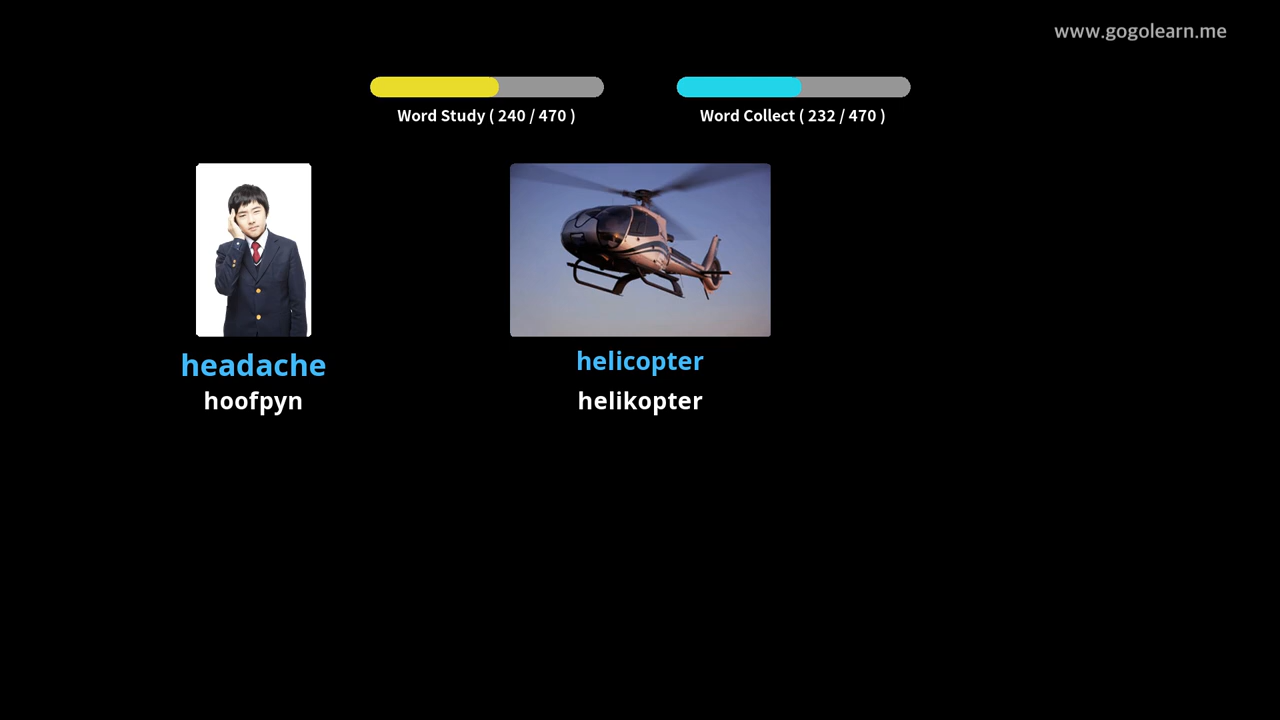 www.gogolearn.me
Word Study ( 240 / 470 )
Word Collect ( 232 / 470 )
headache
hoofpyn
helicopter
helikopter